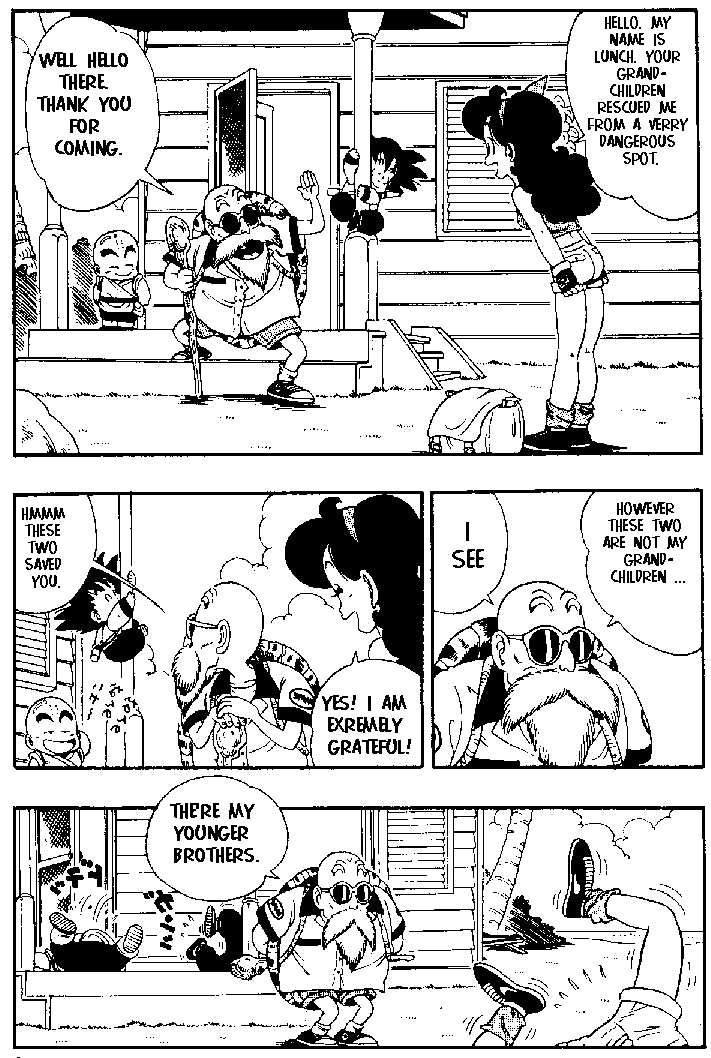 WELL HELLO
THERE.
THANK YOU
FOR
COMING.
HELLO. MY
NAME IS
LUNCH. YOUR
GRAND-
CHILDREN
RESCUED ME
FROM A VERRY
DANGEROUS
SPOT.
HMMM
THESE
TWO
SAVED
YOU.
YES! I AM
EXREMELY
GRATEFUL!
I
SEE
HOWEVER
THESE TWO
ARE NOT MY
GRAND-
CHILDREN ...
THE'RE MY
YOUNGER
BROTHERS.